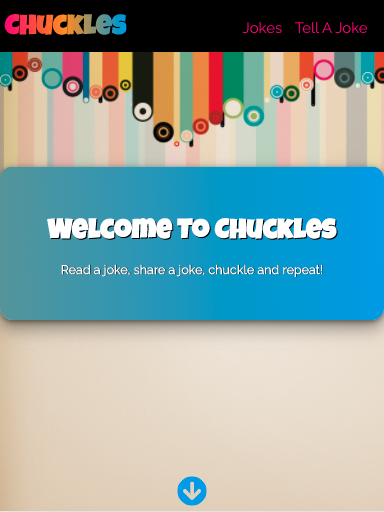 CHUCKLES
Jokes Tell A Joke
Welcome To Chuckles
Read a joke, share a joke, chuckle and repeat!